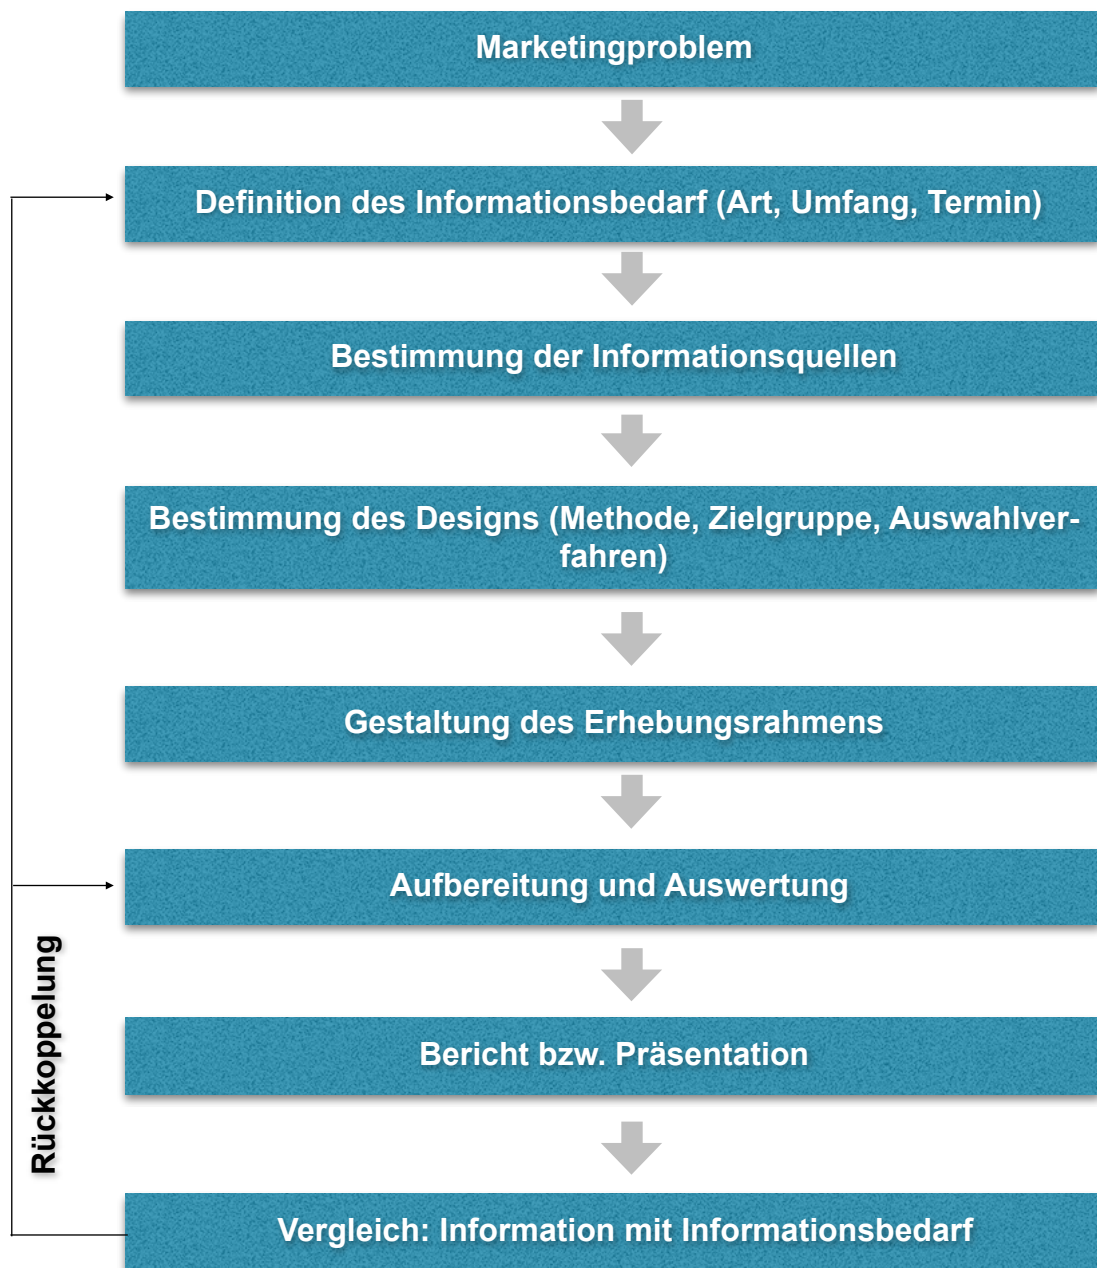 Marketingproblem
Definition des Informationsbedarf (Art, Umfang, Termin)
Bestimmung der Informationsquellen
Bestimmung des Designs (Methode, Zielgruppe, Auswahlver-
fahren)
Gestaltung des Erhebungsrahmens
Aufbereitung und Auswertung
Rückkoppelung
Bericht bzw. Präsentation
Vergleich: Information mit Informationsbedarf